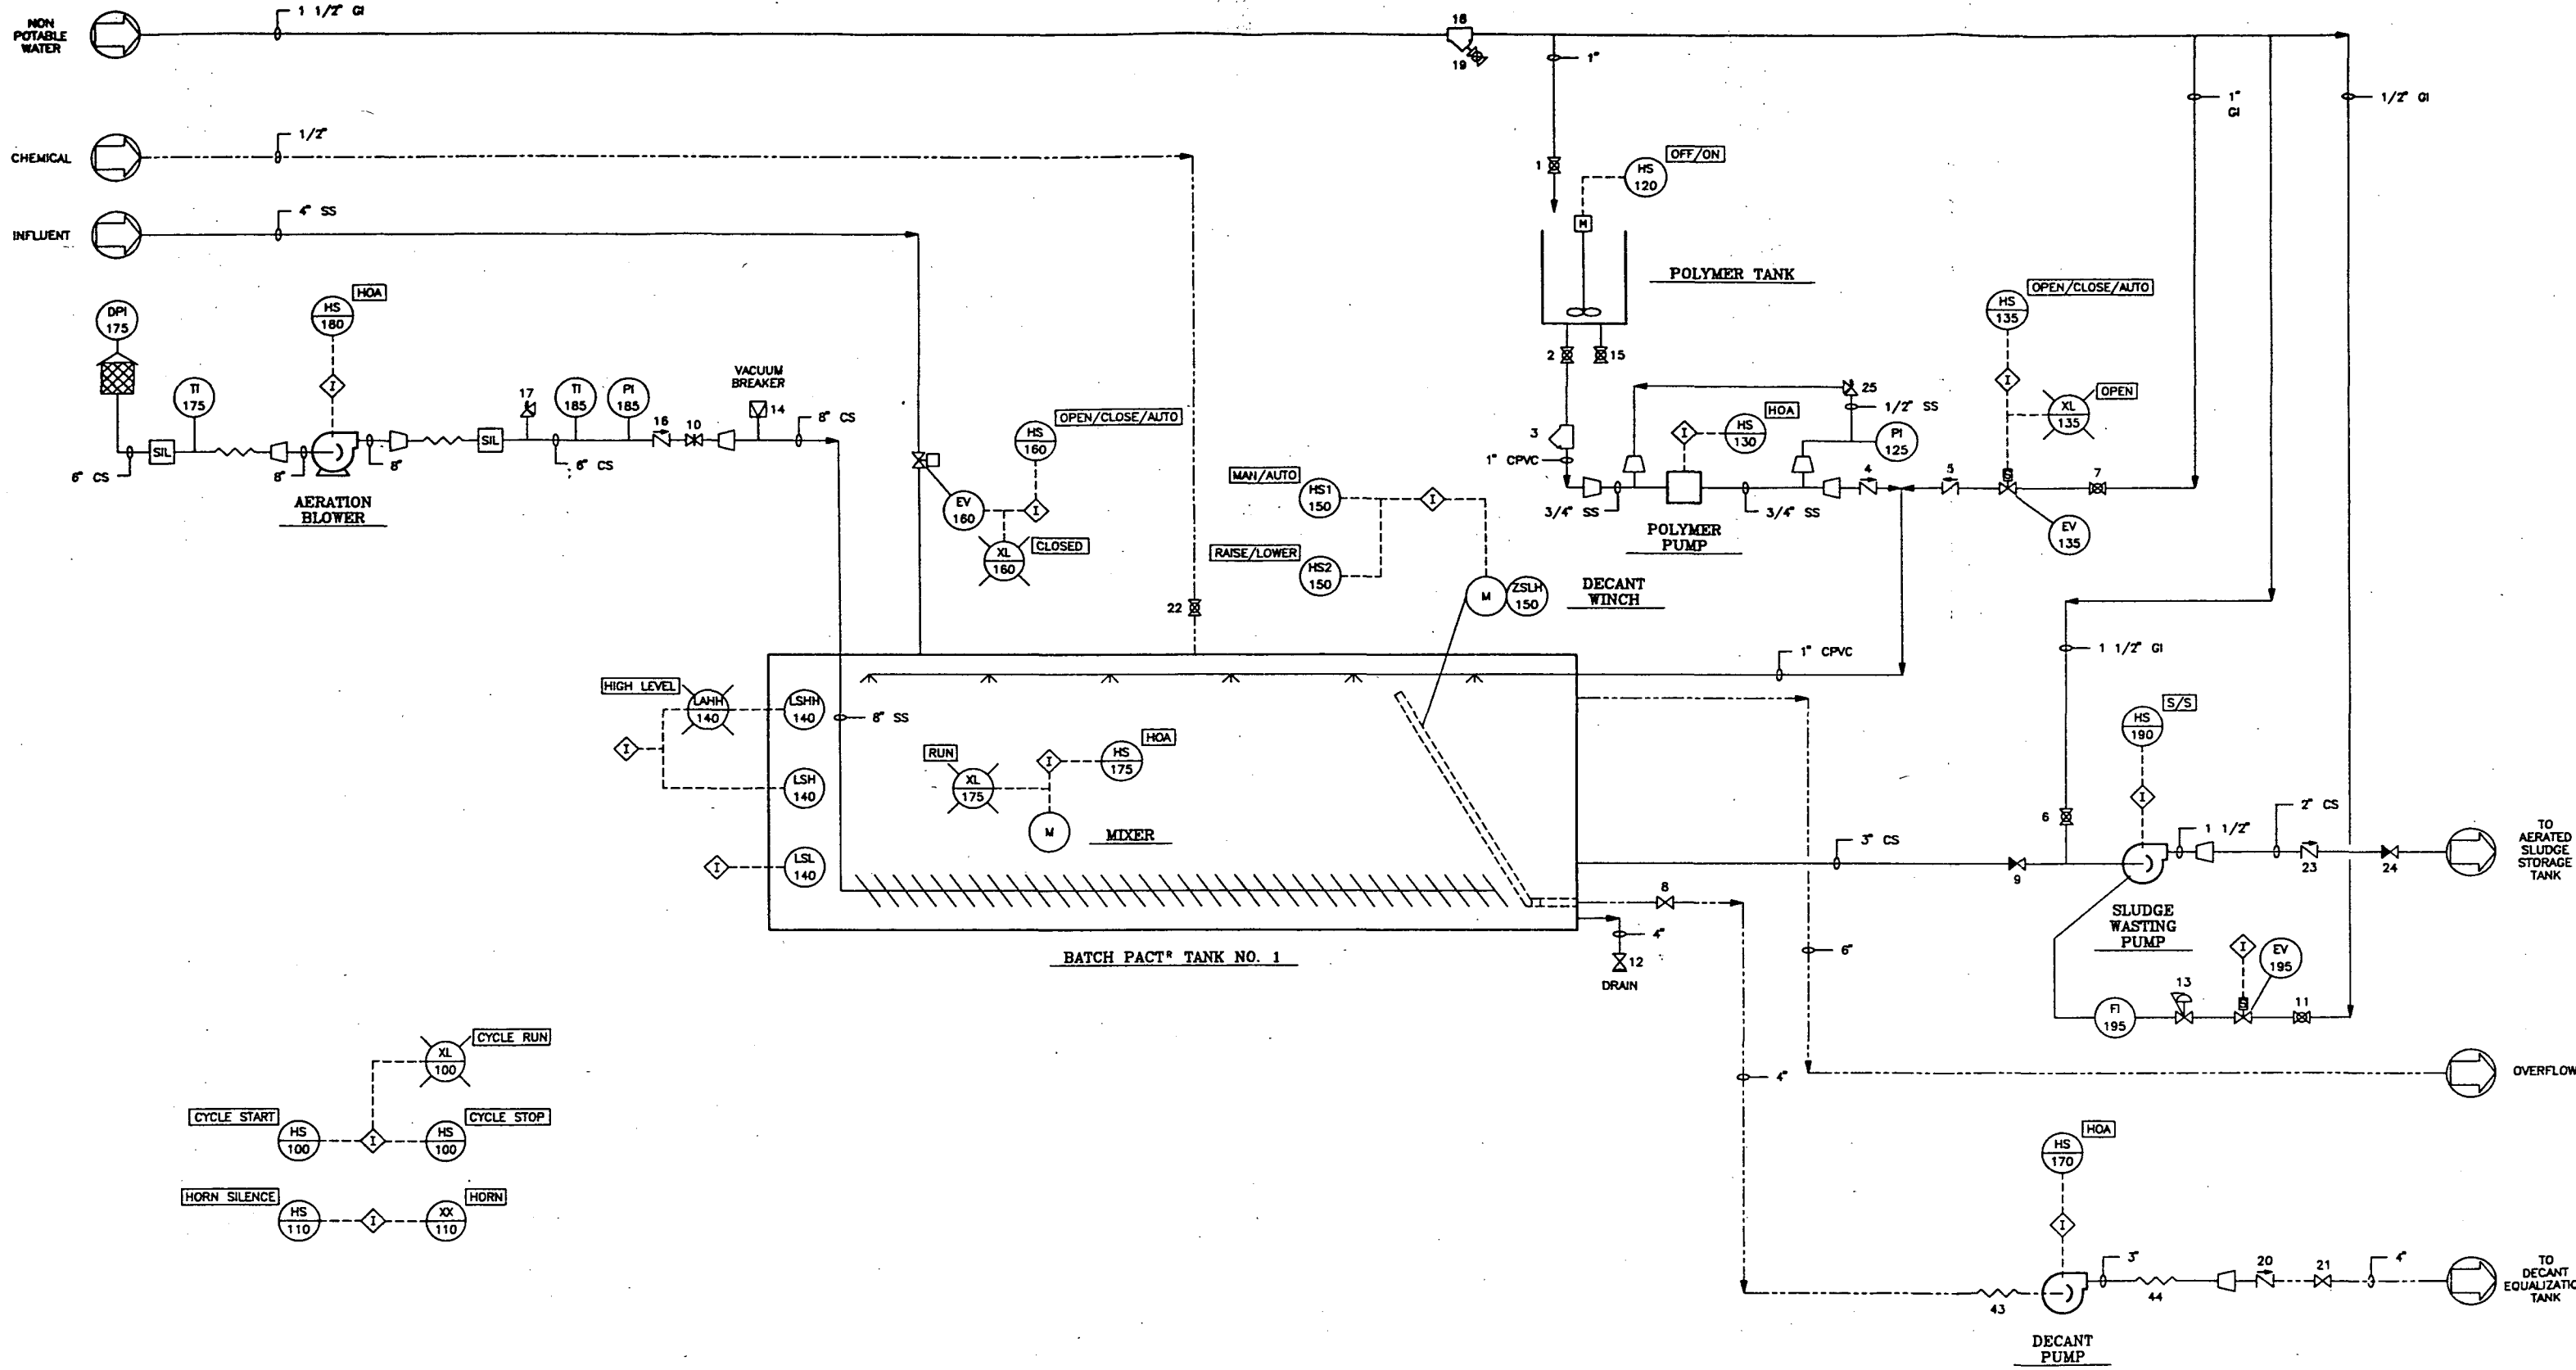 NON
POTABLE
WATER
1 1/2" GI
18
19
1"
1"
GI
1/2" GI
CHEMICAL
1/2"
INFLUENT
4" SS
1
HS
120
OFF/ON
M
POLYMER TANK
2
15
3
1" CPVC
3/4" SS
POLYMER
PUMP
HS
130
HOA
3/4" SS
25
1/2" SS
PI
125
4
5
HS
135
OPEN/CLOSE/AUTO
I
XL
135
OPEN
S
EV
135
7
DPI
175
6" CS
SIL
TI
175
8"
HS
180
HOA
I
AERATION
BLOWER
8"
SIL
17
6" CS
TI
185
PI
185
16
10
VACUUM
BREAKER
14
8" CS
OPEN/CLOSE/AUTO
HS
160
I
EV
160
XL
160
CLOSED
22
MAN/AUTO
HS1
150
I
RAISE/LOWER
HS2
150
M
ZSLH
150
DECANT
WINCH
I
1" CPVC
HIGH LEVEL
LAHH
140
LSHH
140
I
LSH
140
I
LSL
140
8" SS
RUN
XL
175
I
HS
175
HOA
M
MIXER
BATCH PACTᴿ TANK NO. 1
8
4"
12
DRAIN
3" CS
9
1 1/2" GI
6
HS
190
S/S
I
1 1/2"
2" CS
23
24
TO
AERATED
SLUDGE
STORAGE
TANK
SLUDGE
WASTING
PUMP
FI
195
13
I
S
EV
195
11
6"
4"
OVERFLOW
XL
100
CYCLE RUN
CYCLE START
HS
100
I
HS
100
CYCLE STOP
HORN SILENCE
HS
110
I
XX
110
HORN
HS
170
HOA
I
43
DECANT
PUMP
3"
44
20
21
4"
TO
DECANT
EQUALIZATIO
TANK